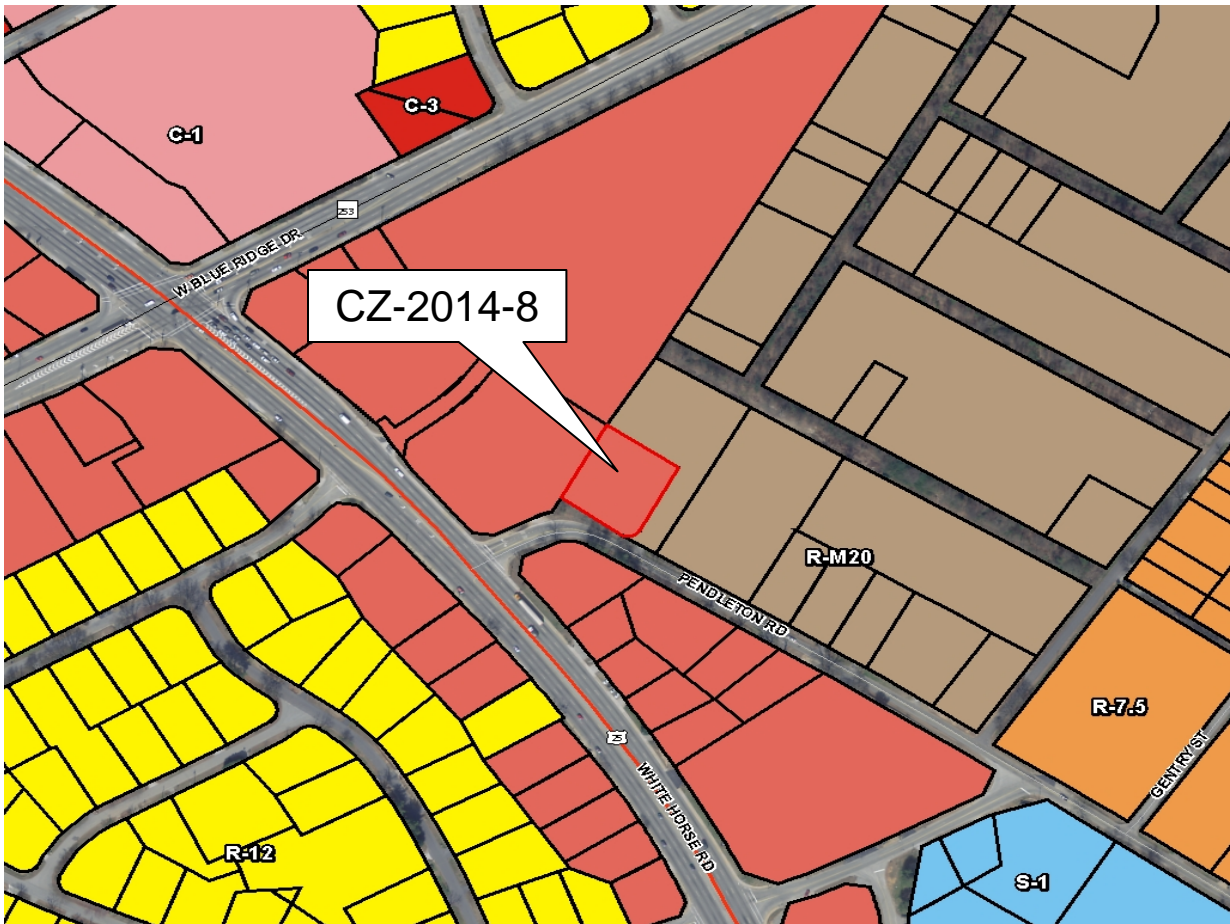 C-3
C-1
253
W BLUE RIDGE DR
CZ-2014-8
R-M20
PENDLETON RD
R-7.5
GENTRY ST
25
WHITE HORSE RD
R-12
S-1